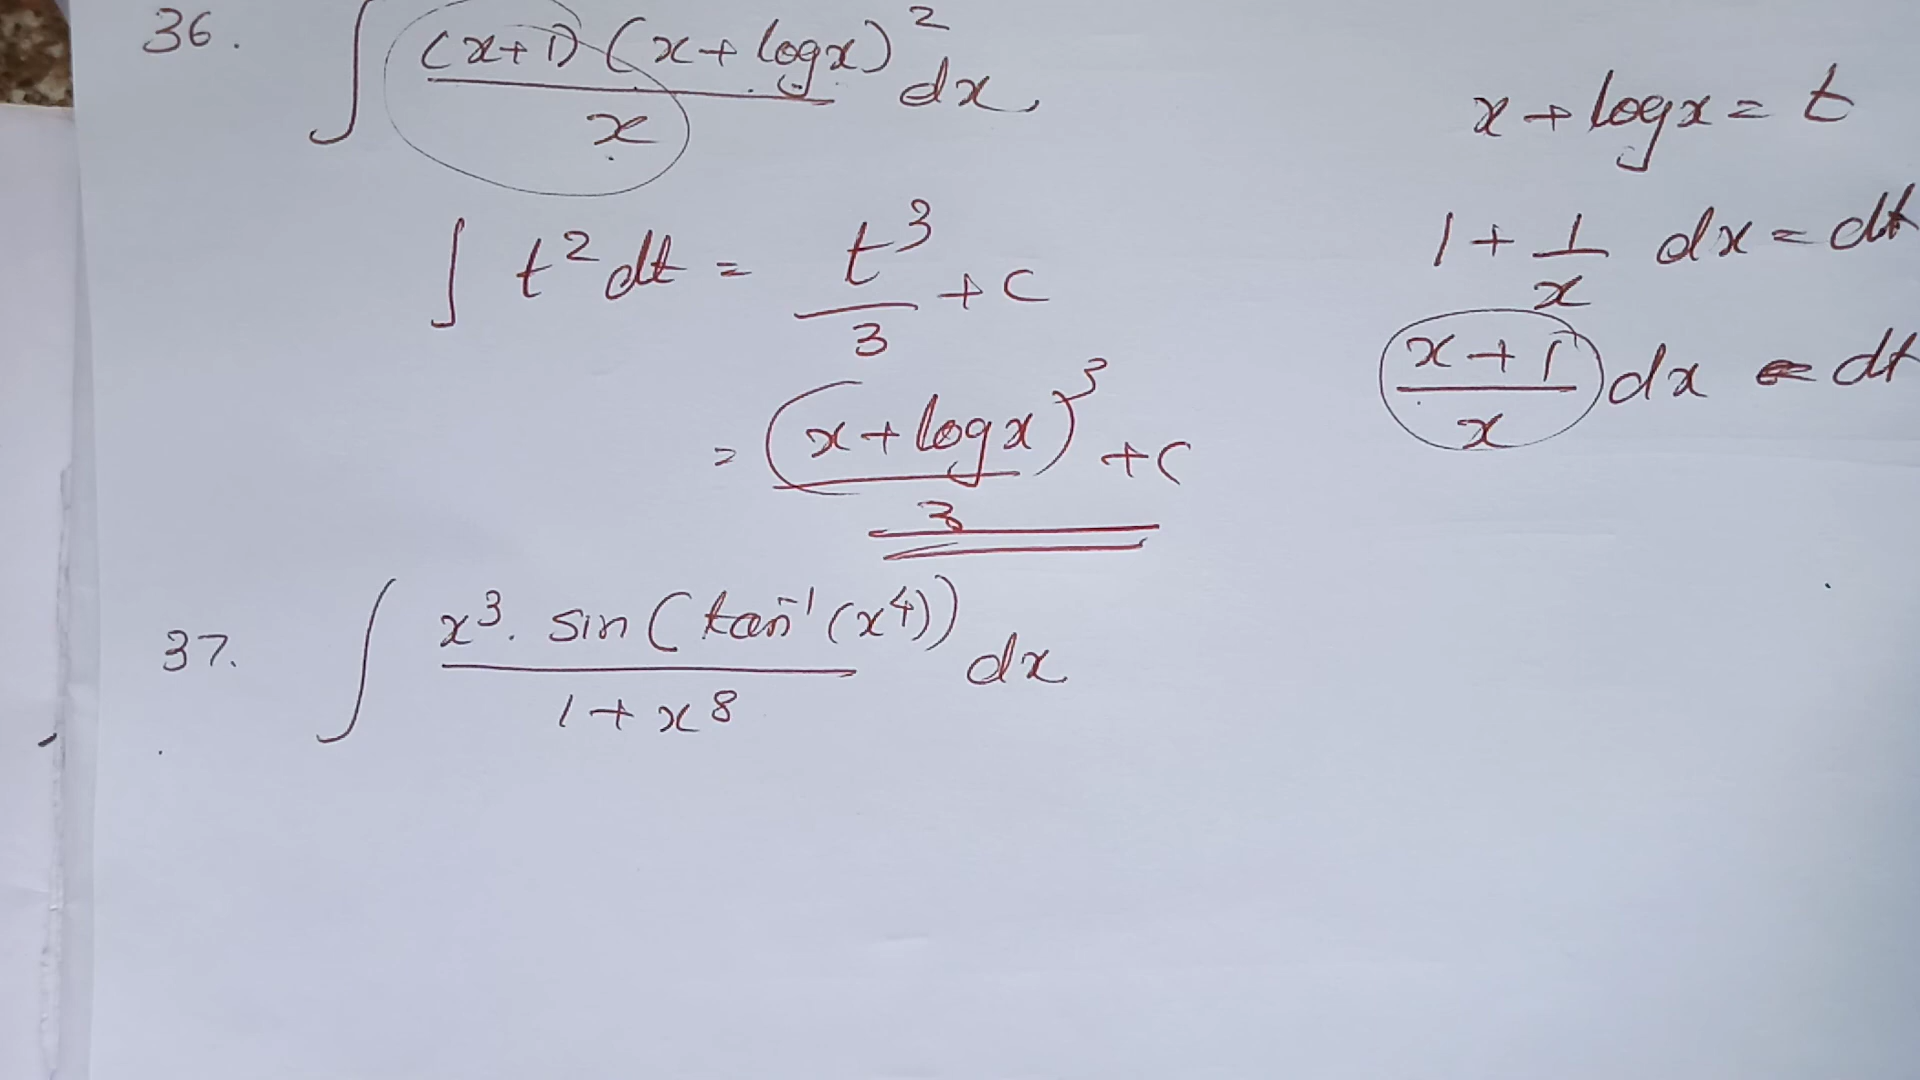 36. ∫ (x+1)(x+logx)² / x dx,
x + logx = t
∫ t² dt = t³/3 + c
1 + 1/x dx = dt
(x+1)/x dx = dt
= (x+logx)³/3 + c
37. ∫ x³. sin(tan⁻¹(x⁴)) / 1+x⁸ dx